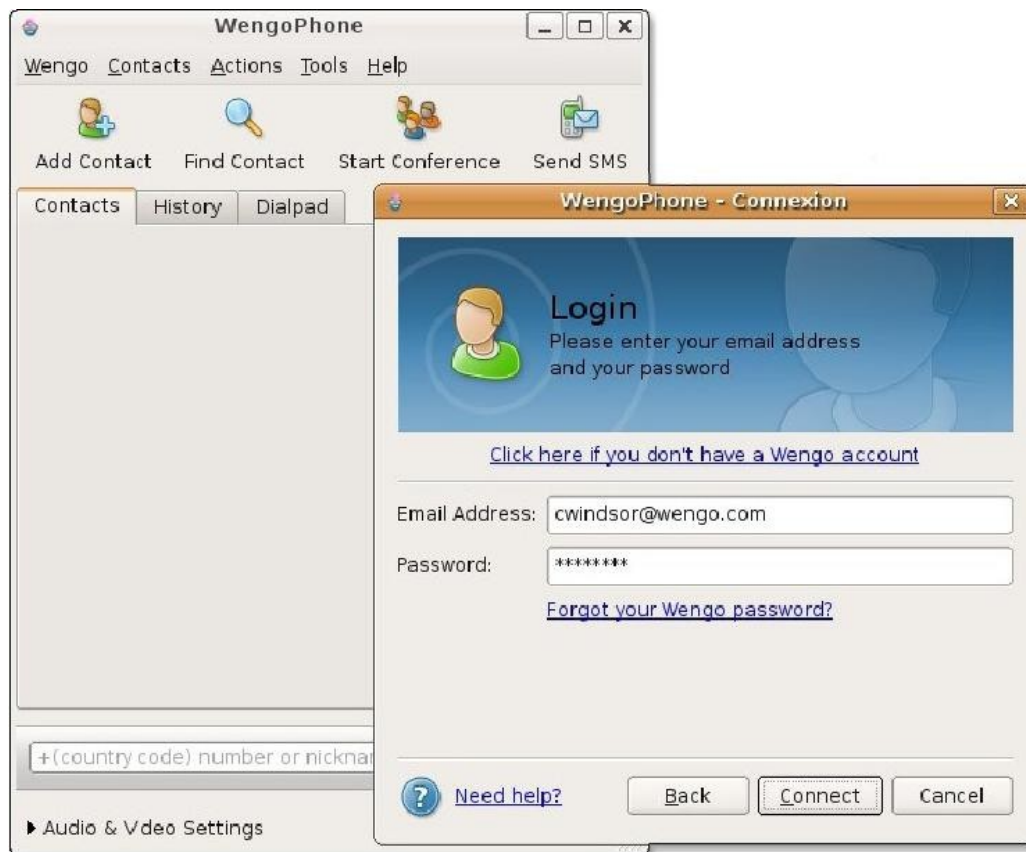 WengoPhone
Wengo Contacts Actions Tools Help
Add Contact Find Contact Start Conference Send SMS
Contacts History Dialpad
WengoPhone - Connexion
Login
Please enter your email address
and your password
Click here if you don't have a Wengo account
Email Address: cwindsor@wengo.com
Password: ********
Forgot your Wengo password?
+(country code) number or nicknar
Need help? Back Connect Cancel
Audio & Vdeo Settings